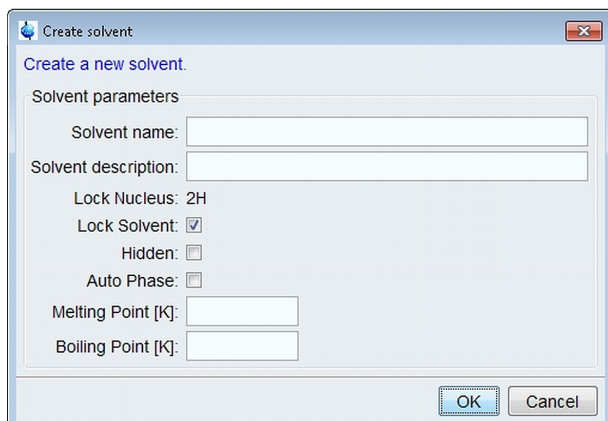 Create solvent
Create a new solvent.
Solvent parameters
Solvent name:
Solvent description:
Lock Nucleus: 2H
Lock Solvent:
Hidden:
Auto Phase:
Melting Point [K]:
Boiling Point [K]:
OK Cancel